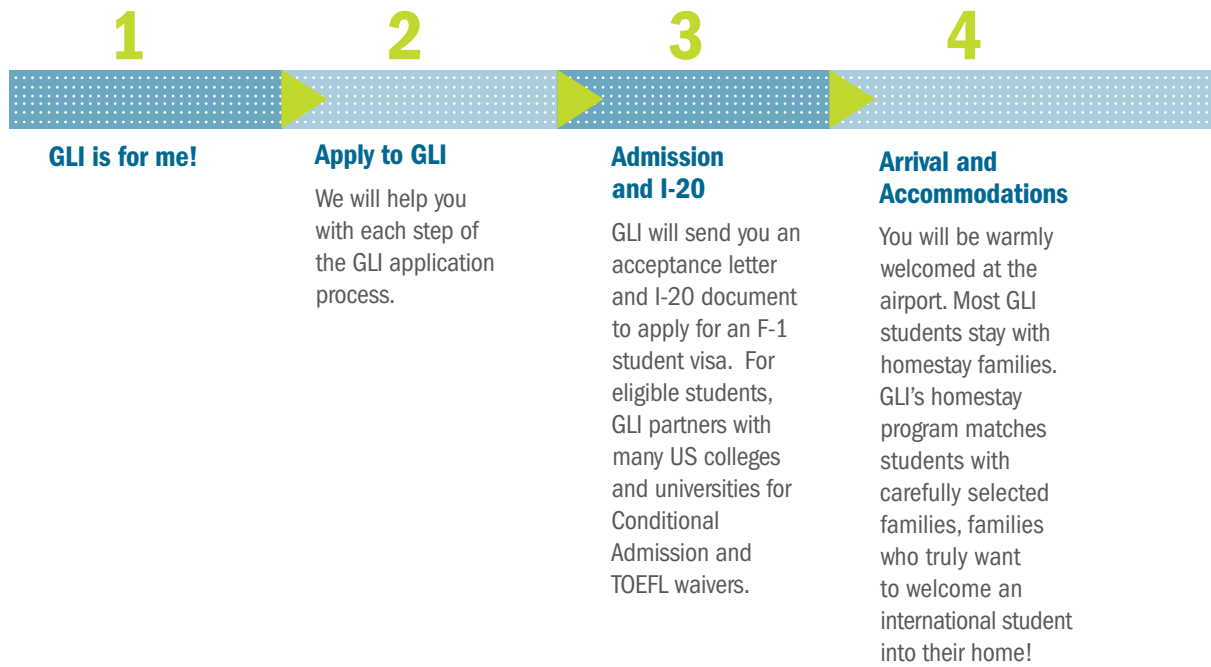 1
GLI is for me!
2
Apply to GLI
We will help you
with each step of
the GLI application
process.
3
Admission
and I-20
GLI will send you an
acceptance letter
and I-20 document
to apply for an F-1
student visa.  For
eligible students,
GLI partners with
many US colleges
and universities for
Conditional
Admission and
TOEFL waivers.
4
Arrival and
Accommodations
You will be warmly
welcomed at the
airport. Most GLI
students stay with
homestay families.
GLI’s homestay
program matches
students with
carefully selected
families, families
who truly want
to welcome an
international student
into their home!